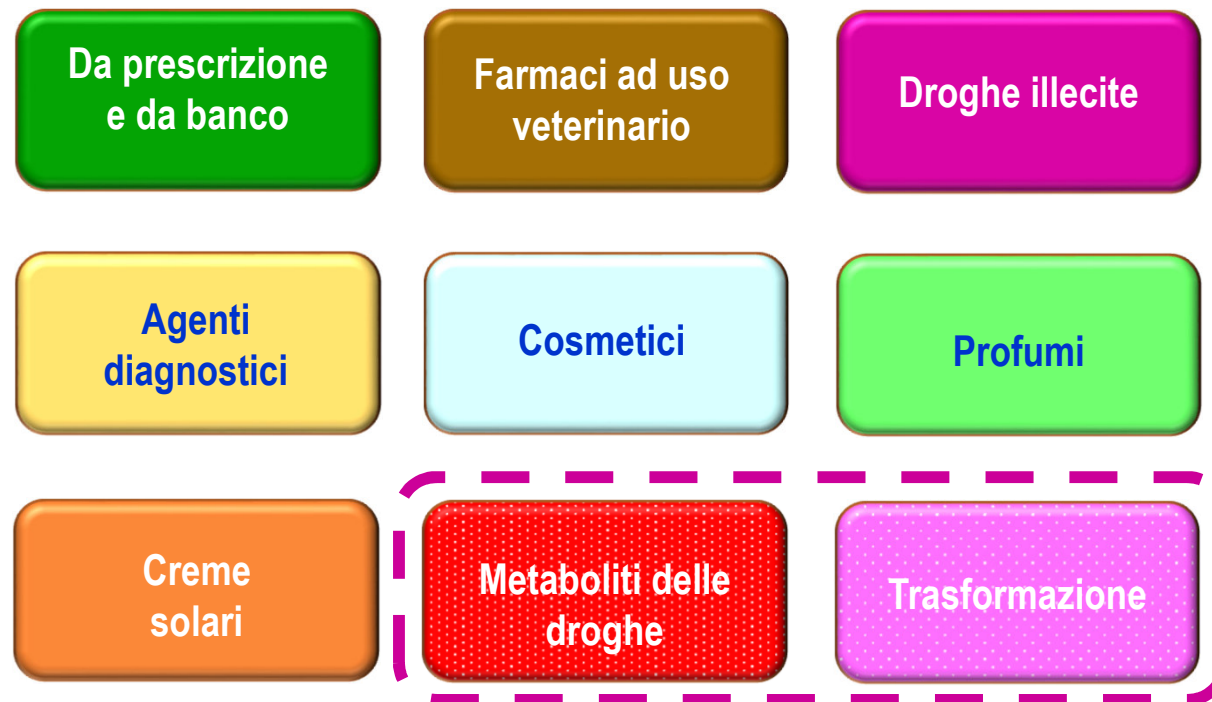 Da prescrizione
e da banco
Farmaci ad uso
veterinario
Droghe illecite
Agenti
diagnostici
Cosmetici
Profumi
Creme
solari
Metaboliti delle
droghe
Trasformazione